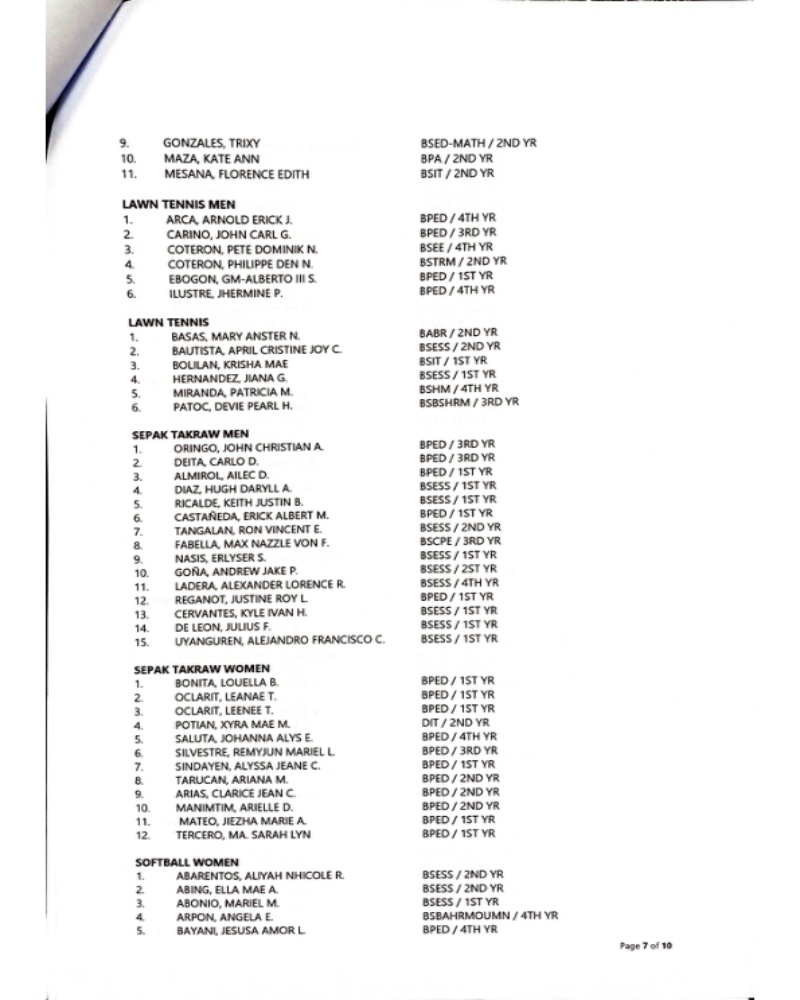 9. GONZALES, TRIXY BSED-MATH / 2ND YR
10. MAZA, KATE ANN BPA / 2ND YR
11. MESANA, FLORENCE EDITH BSIT / 2ND YR
LAWN TENNIS MEN
1. ARCA, ARNOLD ERICK J. BPED / 4TH YR
2. CARINO, JOHN CARL G. BPED / 3RD YR
3. COTERON, PETE DOMINIK N. BSEE / 4TH YR
4. COTERON, PHILIPPE DEN N. BSTRM / 2ND YR
5. EBOGON, GM-ALBERTO III S. BPED / 1ST YR
6. ILUSTRE, JHERMINE P. BPED / 4TH YR
LAWN TENNIS
1. BASAS, MARY ANSTER N. BABR / 2ND YR
2. BAUTISTA, APRIL CRISTINE JOY C. BSESS / 2ND YR
3. BOLILAN, KRISHA MAE BSIT / 1ST YR
4. HERNANDEZ, JIANA G. BSESS / 1ST YR
5. MIRANDA, PATRICIA M. BSHM / 4TH YR
6. PATOC, DEVIE PEARL H. BSBSHRM / 3RD YR
SEPAK TAKRAW MEN
1. ORINGO, JOHN CHRISTIAN A. BPED / 3RD YR
2. DEITA, CARLO D. BPED / 3RD YR
3. ALMIROL, AILEC D. BPED / 1ST YR
4. DIAZ, HUGH DARYLL A. BSESS / 1ST YR
5. RICALDE, KEITH JUSTIN B. BSESS / 1ST YR
6. CASTAÑEDA, ERICK ALBERT M. BPED / 1ST YR
7. TANGALAN, RON VINCENT E. BSESS / 2ND YR
8. FABELLA, MAX NAZZLE VON F. BSCPE / 3RD YR
9. NASIS, ERLYSER S. BSESS / 1ST YR
10. GOÑA, ANDREW JAKE P. BSESS / 2ST YR
11. LADERA, ALEXANDER LORENCE R. BSESS / 4TH YR
12. REGANOT, JUSTINE ROY L. BPED / 1ST YR
13. CERVANTES, KYLE IVAN H. BSESS / 1ST YR
14. DE LEON, JULIUS F. BSESS / 1ST YR
15. UYANGUREN, ALEJANDRO FRANCISCO C. BSESS / 1ST YR
SEPAK TAKRAW WOMEN
1. BONITA, LOUELLA B. BPED / 1ST YR
2. OCLARIT, LEANAE T. BPED / 1ST YR
3. OCLARIT, LEENEE T. BPED / 1ST YR
4. POTIAN, XYRA MAE M. DIT / 2ND YR
5. SALUTA, JOHANNA ALYS E. BPED / 4TH YR
6. SILVESTRE, REMYJUN MARIEL L. BPED / 3RD YR
7. SINDAYEN, ALYSSA JEANE C. BPED / 1ST YR
8. TARUCAN, ARIANA M. BPED / 2ND YR
9. ARIAS, CLARICE JEAN C. BPED / 2ND YR
10. MANIMTIM, ARIELLE D. BPED / 2ND YR
11. MATEO, JIEZHA MARIE A. BPED / 1ST YR
12. TERCERO, MA. SARAH LYN BPED / 1ST YR
SOFTBALL WOMEN
1. ABARENTOS, ALIYAH NHICOLE R. BSESS / 2ND YR
2. ABING, ELLA MAE A. BSESS / 2ND YR
3. ABONIO, MARIEL M. BSESS / 1ST YR
4. ARPON, ANGELA E. BSBAHRMOUMN / 4TH YR
5. BAYANI, JESUSA AMOR L. BPED / 4TH YR
Page 7 of 10